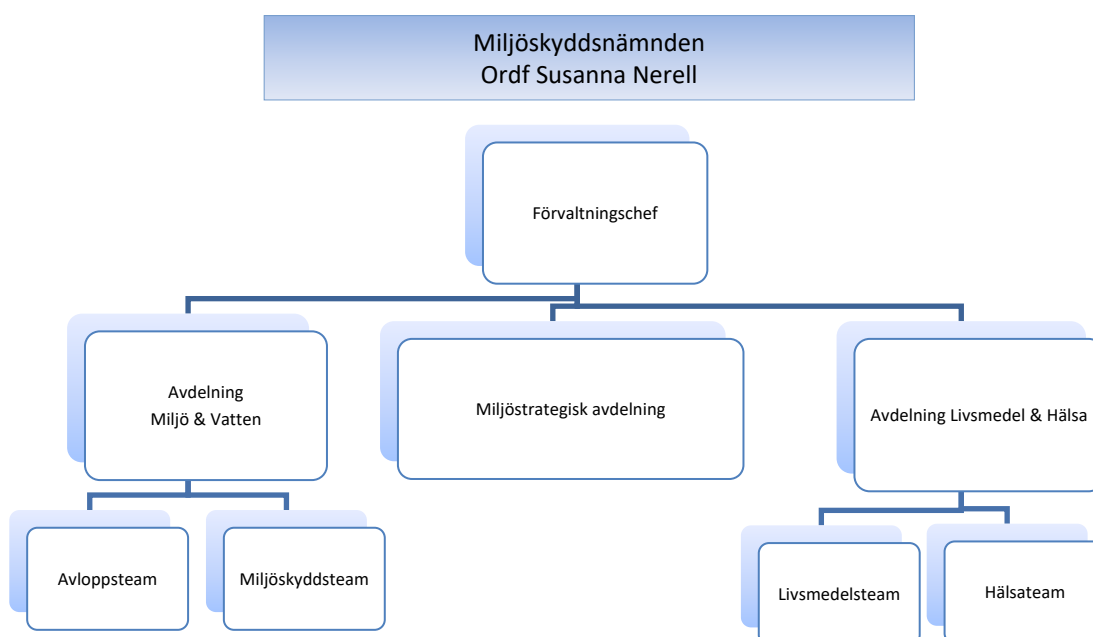 Miljöskyddsnämnden
Ordf Susanna Nerell
Förvaltningschef
Avdelning
Miljö & Vatten
Miljöstrategisk avdelning
Avdelning Livsmedel & Hälsa
Avloppsteam
Miljöskyddsteam
Livsmedelsteam
Hälsateam